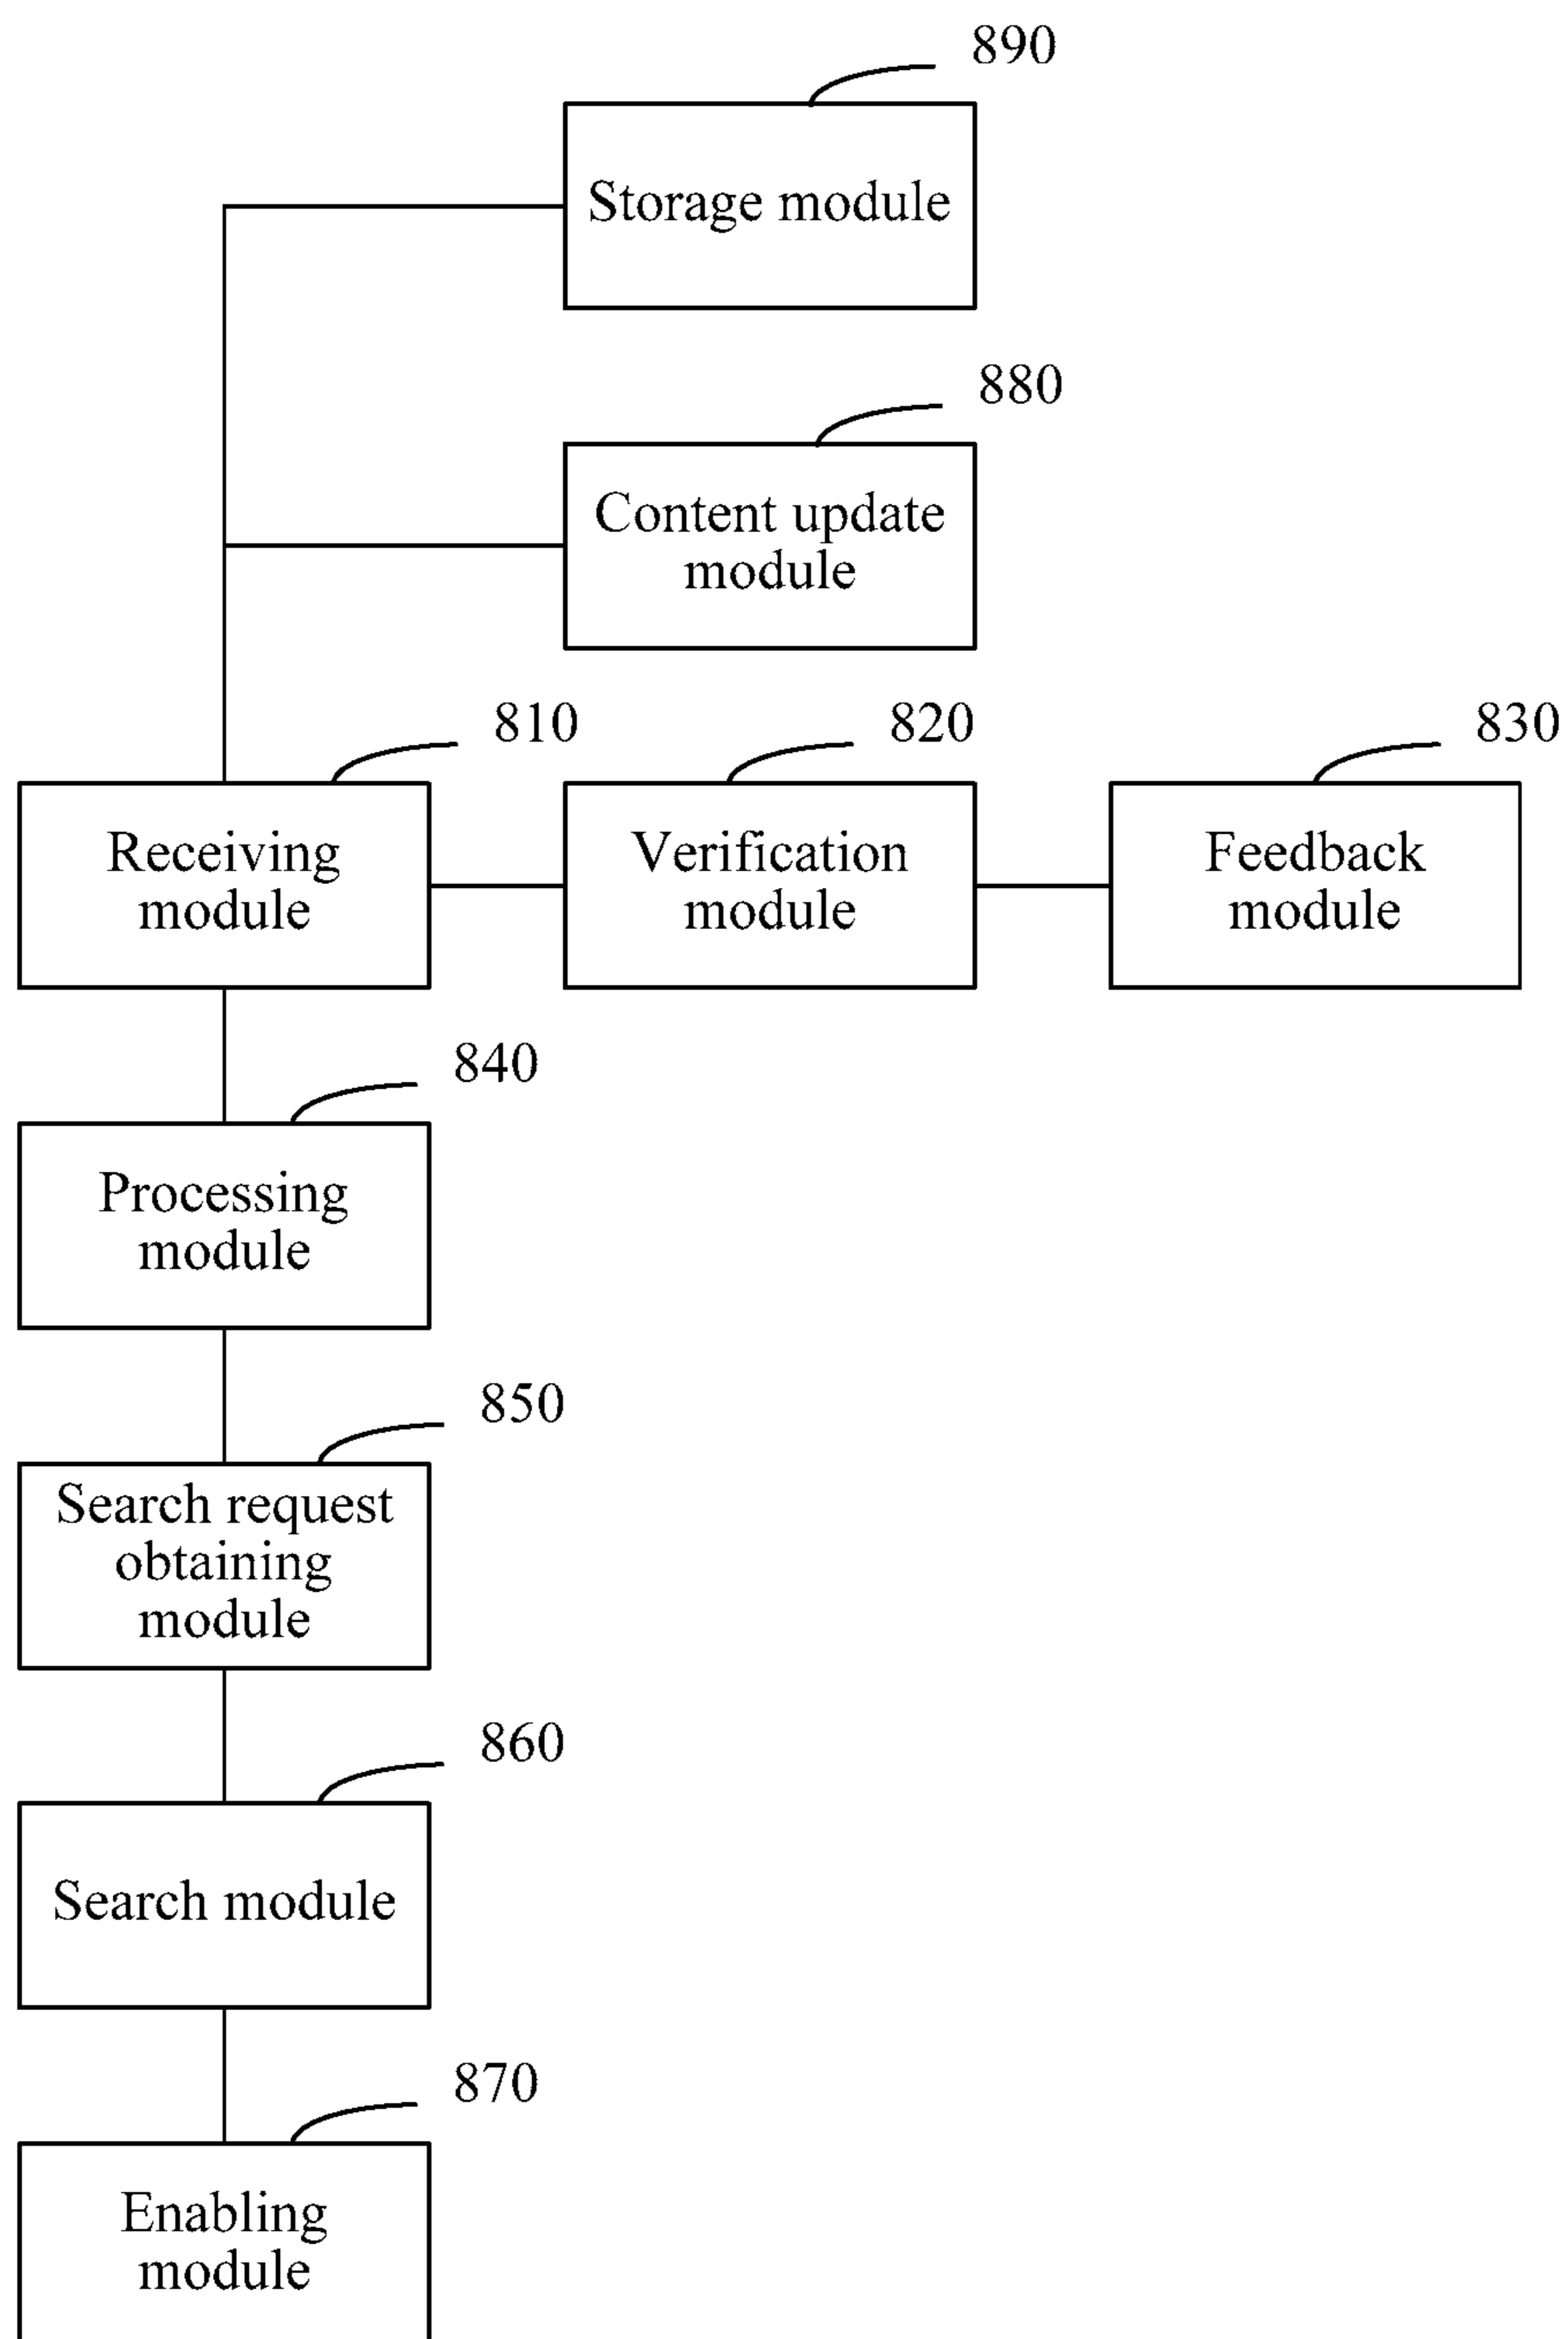 890
Storage module
880
Content update
module
810
820
830
Receiving
module
Verification
module
Feedback
module
840
Processing
module
850
Search request
obtaining
module
860
Search module
870
Enabling
module